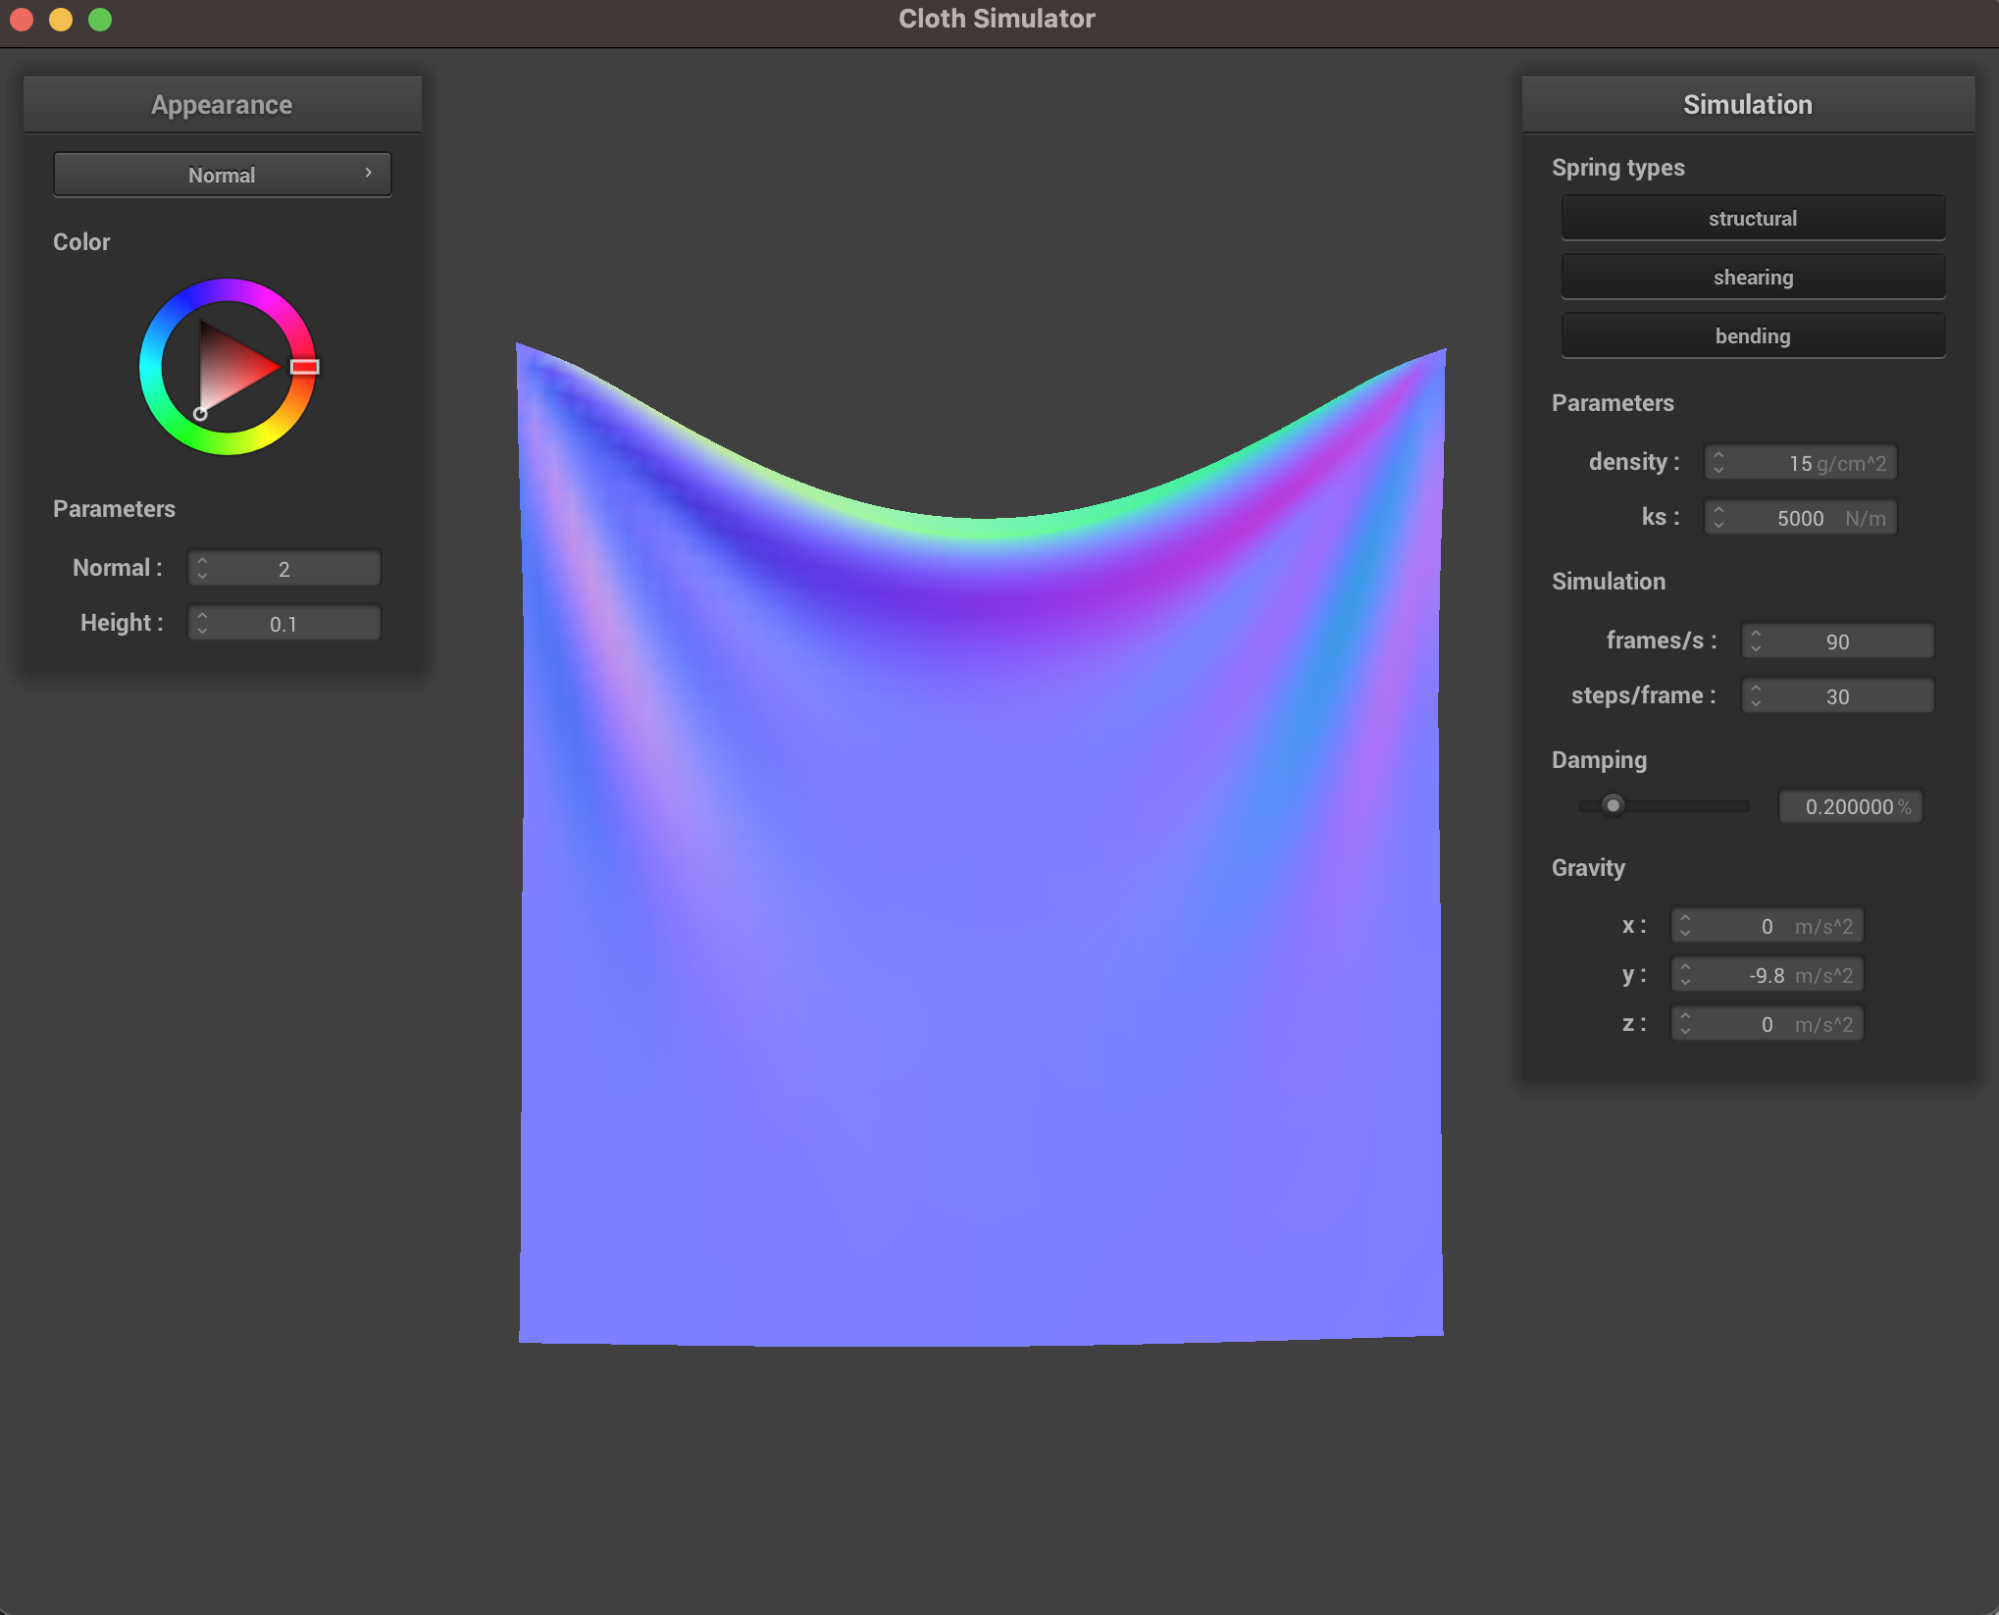 Cloth Simulator
Appearance
Normal
Color
Parameters
Normal : 2
Height : 0.1
Simulation
Spring types
structural
shearing
bending
Parameters
density : 15 g/cm^2
ks : 5000 N/m
Simulation
frames/s : 90
steps/frame : 30
Damping
0.200000 %
Gravity
x : 0 m/s^2
y : -9.8 m/s^2
z : 0 m/s^2